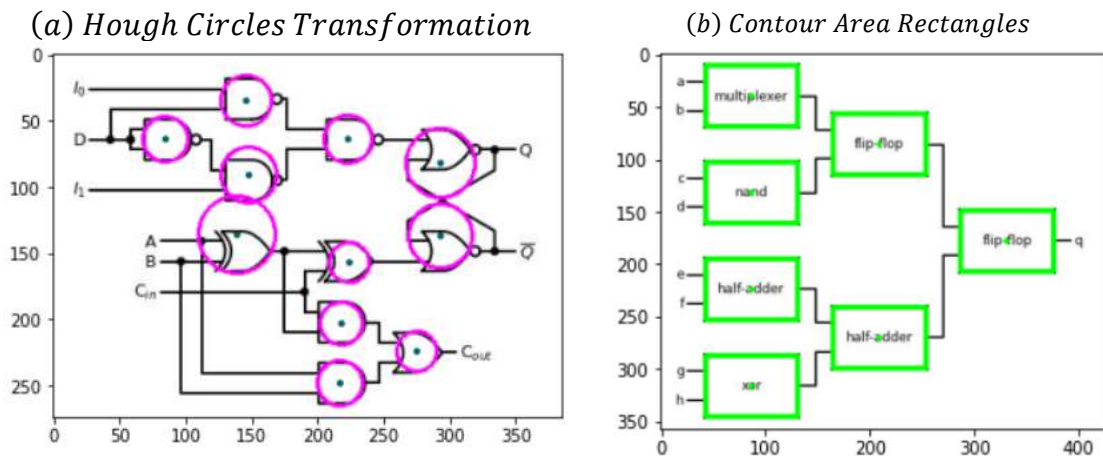 (a) Hough Circles Transformation
0
50
100
150
200
250
I0
D
I1
A
B
Cin
Q
Q̅
Cout
0 50 100 150 200 250 300 350
(b) Contour Area Rectangles
0
50
100
150
200
250
300
350
a
b
multiplexer
c
d
nand
e
f
half-adder
g
h
xor
flip-flop
half-adder
flip-flop
q
0 100 200 300 400